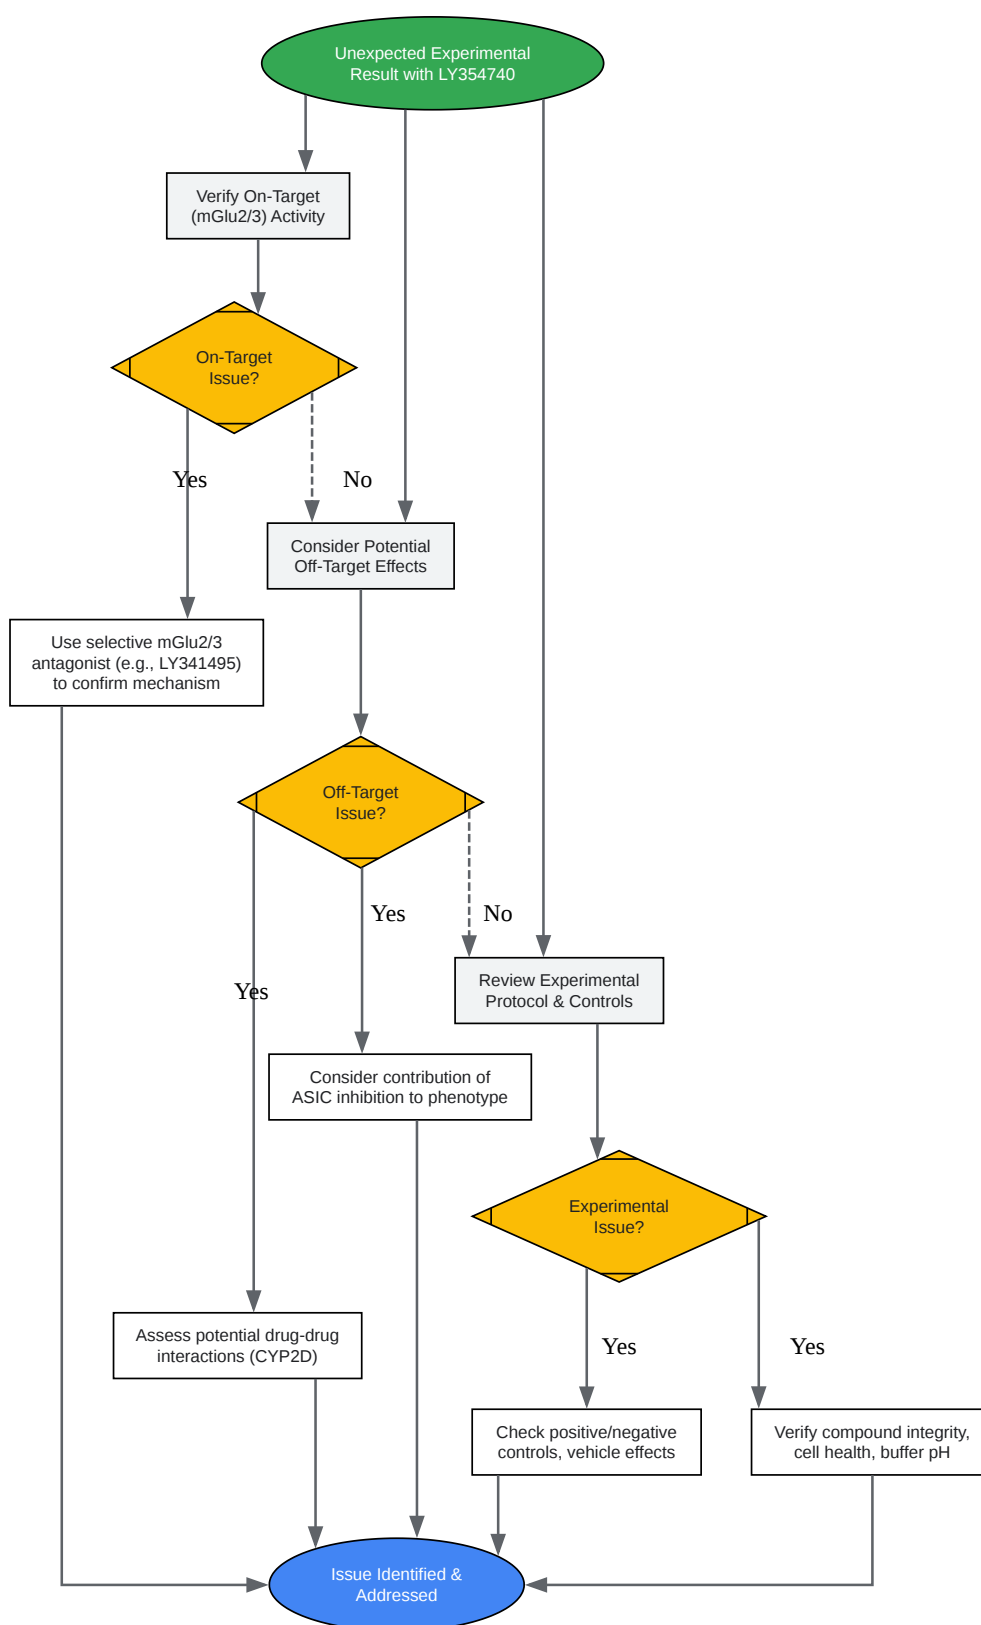 Unexpected Experimental
Result with LY354740
Verify On-Target
(mGlu2/3) Activity
On-Target
Issue?
Yes
No
Consider Potential
Off-Target Effects
Use selective mGlu2/3
antagonist (e.g., LY341495)
to confirm mechanism
Off-Target
Issue?
Yes
No
Yes
Review Experimental
Protocol & Controls
Consider contribution of
ASIC inhibition to phenotype
Experimental
Issue?
Assess potential drug-drug
interactions (CYP2D)
Yes
Yes
Check positive/negative
controls, vehicle effects
Verify compound integrity,
cell health, buffer pH
Issue Identified &
Addressed